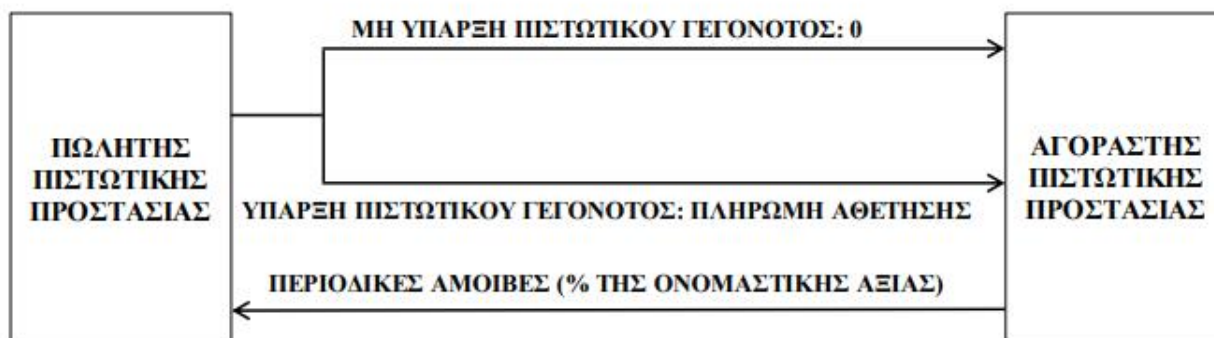 ΜΗ ΥΠΑΡΞΗ ΠΙΣΤΩΤΙΚΟΥ ΓΕΓΟΝΟΤΟΣ: 0
ΠΩΛΗΤΗΣ
ΠΙΣΤΩΤΙΚΗΣ
ΠΡΟΣΤΑΣΙΑΣ
ΑΓΟΡΑΣΤΗΣ
ΠΙΣΤΩΤΙΚΗΣ
ΠΡΟΣΤΑΣΙΑΣ
ΥΠΑΡΞΗ ΠΙΣΤΩΤΙΚΟΥ ΓΕΓΟΝΟΤΟΣ: ΠΛΗΡΩΜΗ ΑΘΕΤΗΣΗΣ
ΠΕΡΙΟΔΙΚΕΣ ΑΜΟΙΒΕΣ (% ΤΗΣ ΟΝΟΜΑΣΤΙΚΗΣ ΑΞΙΑΣ)